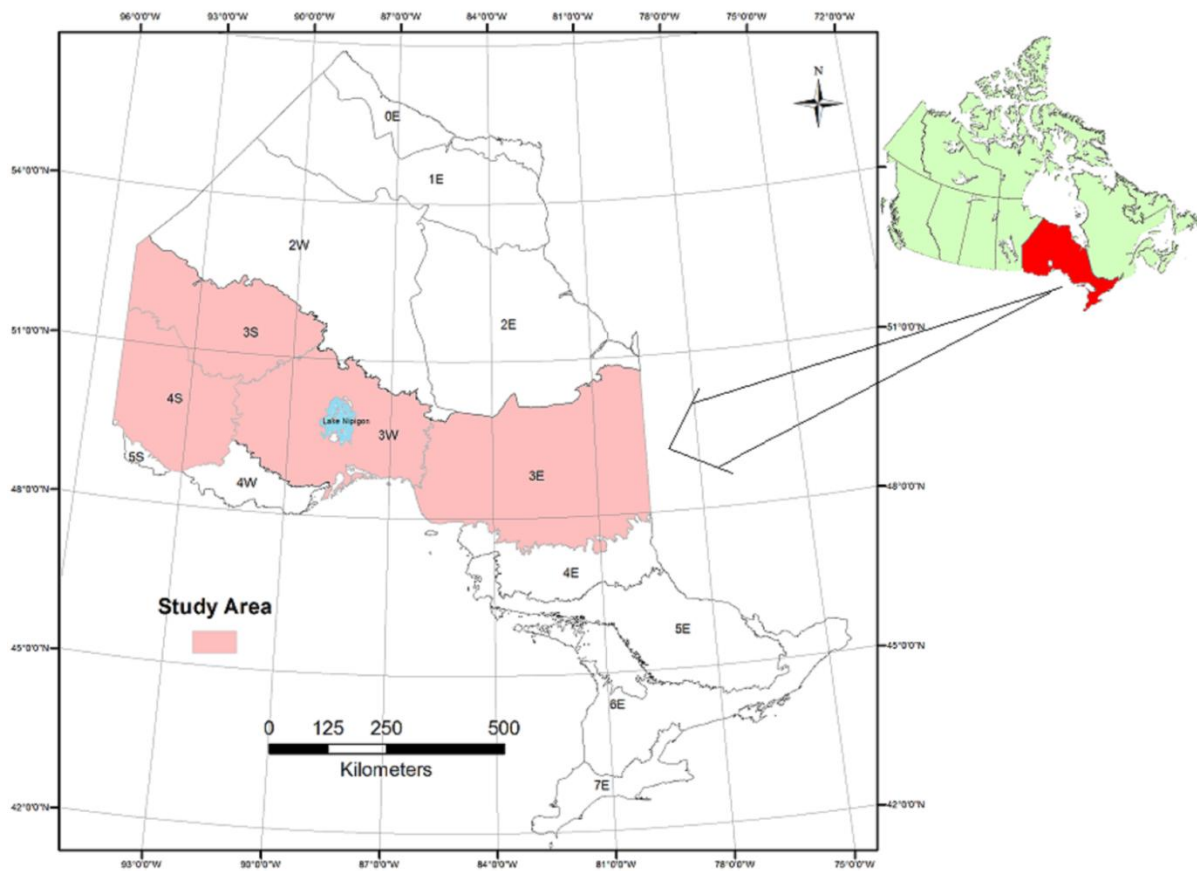 96°0'0"W 93°0'0"W 90°0'0"W 87°0'0"W 84°0'0"W 81°0'0"W 78°0'0"W 75°0'0"W 72°0'0"W
N
0E
54°0'0"N
1E
2W
2E
51°0'0"N 51°0'0"N
3S
4S
Lake Nipigon
3W
5S
4W
3E
48°0'0"N 48°0'0"N
4E
Study Area
5E
45°0'0"N 45°0'0"N
6E
0 125 250 500
Kilometers
7E
42°0'0"N 42°0'0"N
93°0'0"W 90°0'0"W 87°0'0"W 84°0'0"W 81°0'0"W 78°0'0"W 75°0'0"W